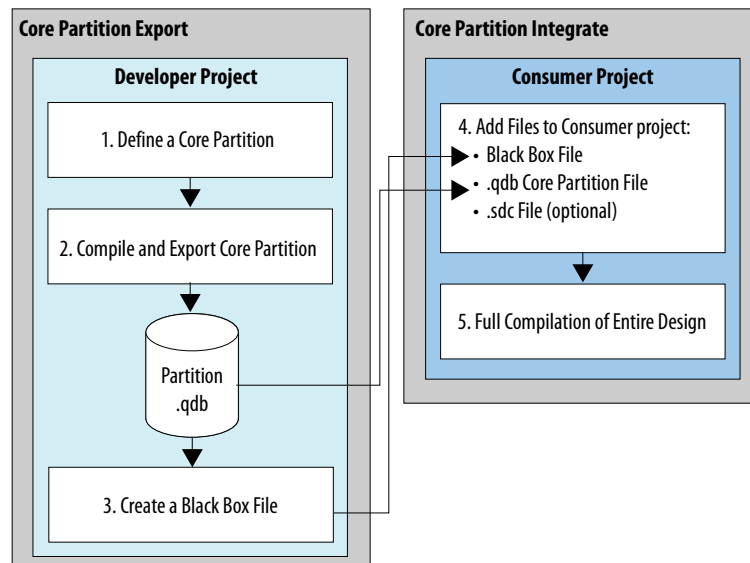 Core Partition Export
Developer Project
1. Define a Core Partition
2. Compile and Export Core Partition
Partition
.qdb
3. Create a Black Box File
Core Partition Integrate
Consumer Project
4. Add Files to Consumer project:
• Black Box File
• .qdb Core Partition File
• .sdc File (optional)
5. Full Compilation of Entire Design